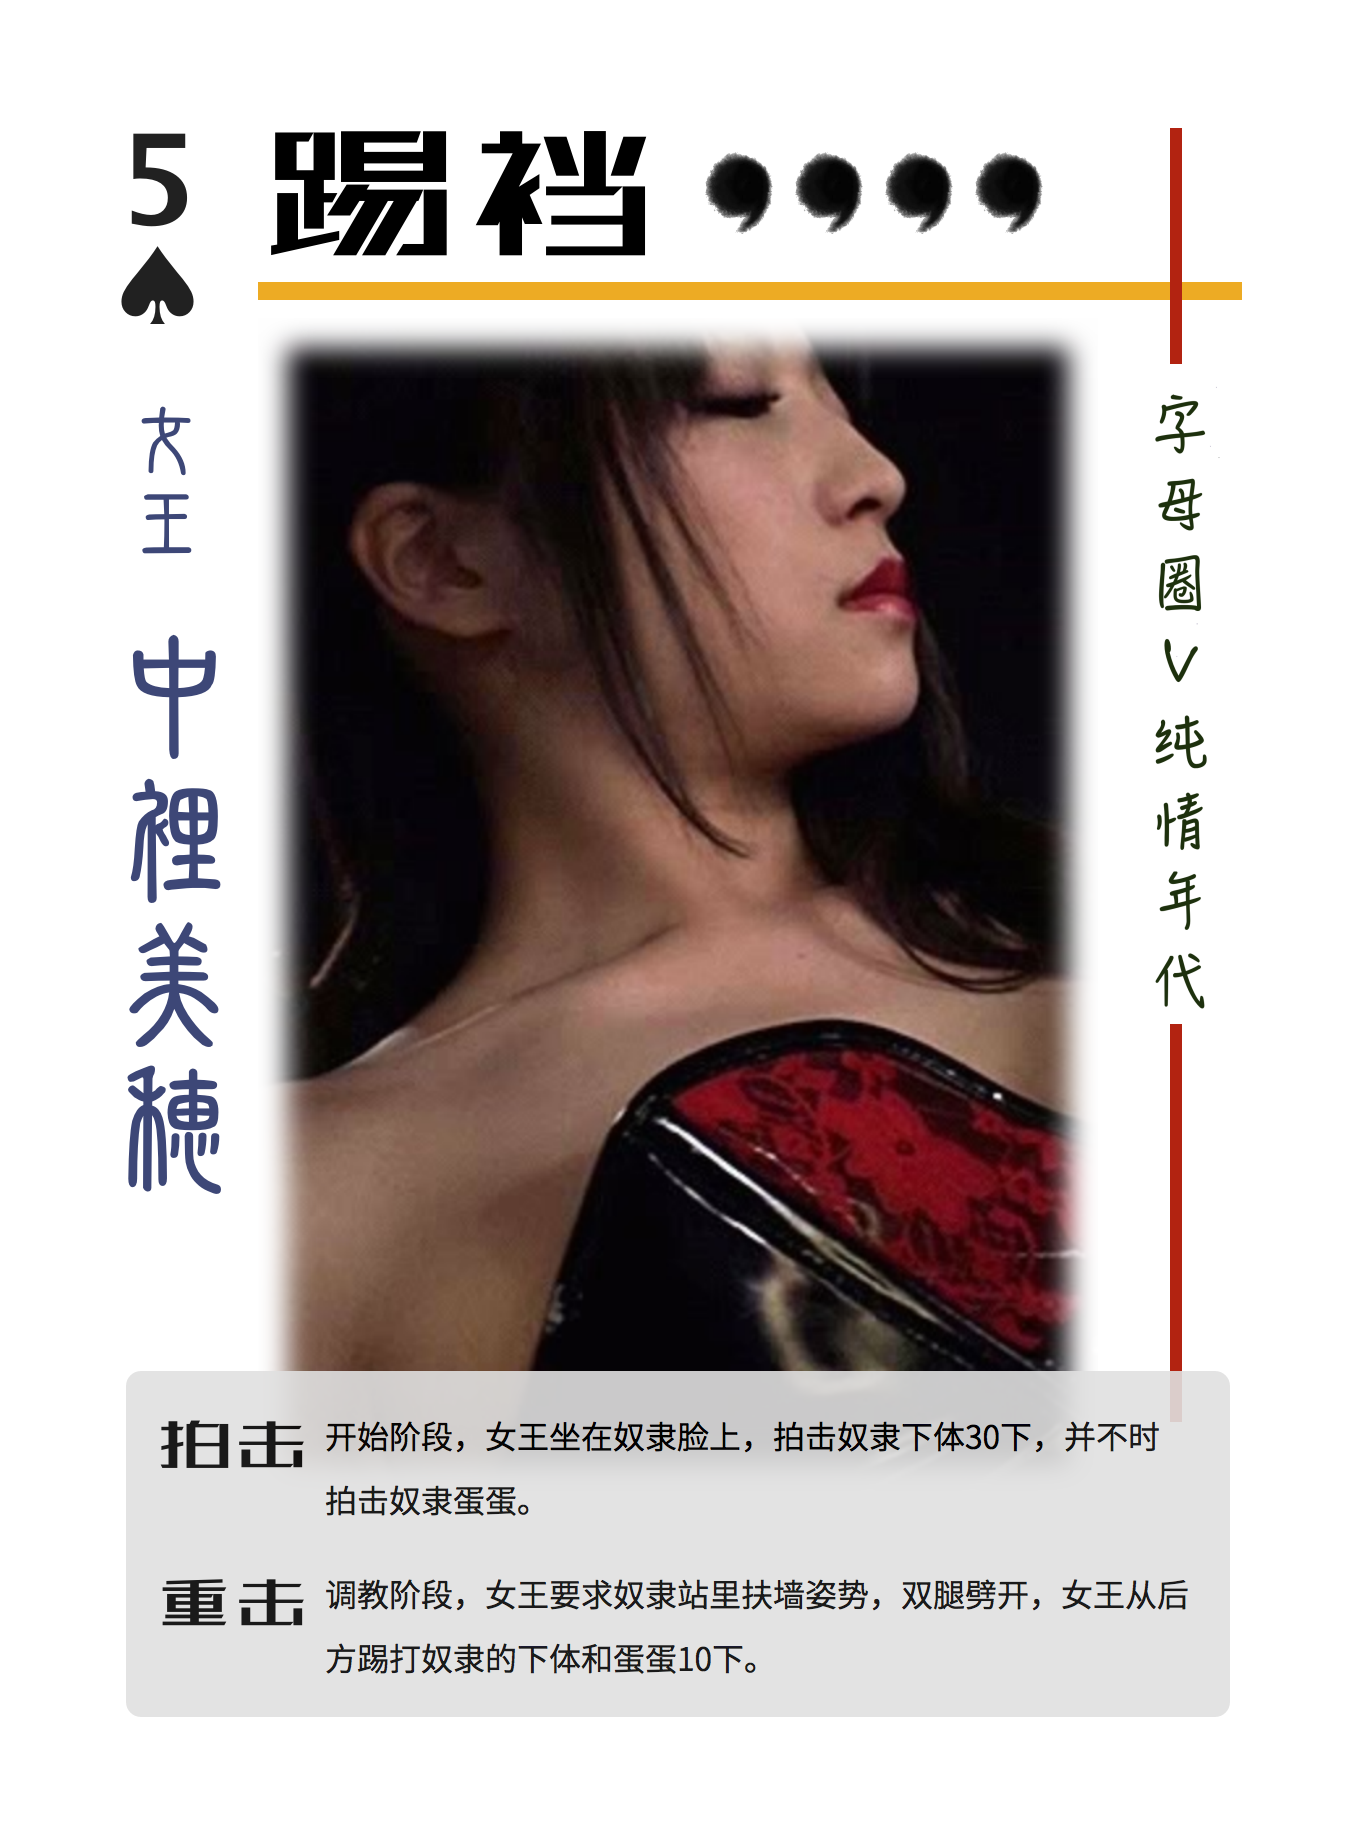 5 踢裆
女王
中裡美穂
字母圈V纯情年代
拍击 开始阶段，女王坐在奴隶脸上，拍击奴隶下体30下，并不时
拍击奴隶蛋蛋。
重击 调教阶段，女王要求奴隶站里扶墙姿势，双腿劈开，女王从后
方踢打奴隶的下体和蛋蛋10下。